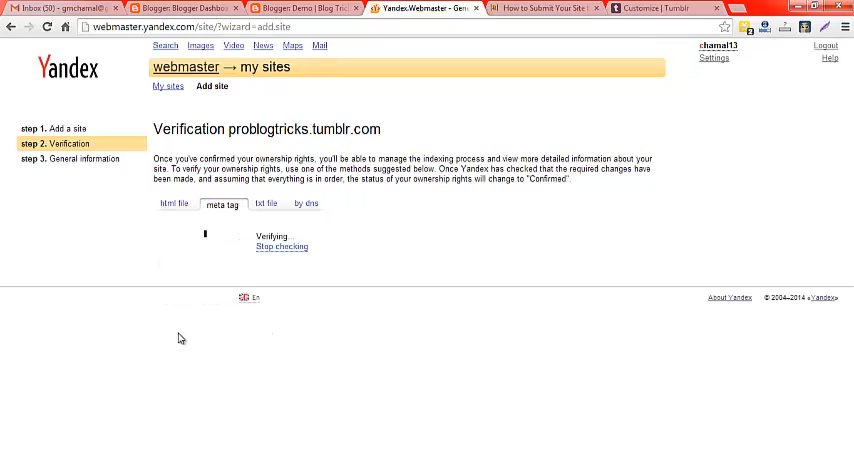 Inbox (50) - gmchamal@g
Blogger: Blogger Dashbo
Blogger: Demo | Blog Tric
Yandex.Webmaster - Gen
How to Submit Your Site t
Customize | Tumblr
webmaster.yandex.com/site/?wizard=add.site
Search Images Video News Maps Mail
chamal13 Logout
Yandex
webmaster → my sites
Settings Help
My sites Add site
step 1. Add a site
step 2. Verification
step 3. General information
Verification problogtricks.tumblr.com
Once you've confirmed your ownership rights, you'll be able to manage the indexing process and view more detailed information about your
site. To verify your ownership rights, use one of the methods suggested below. Once Yandex has checked that the required changes have
been made, and assuming that everything is in order, the status of your ownership rights will change to "Confirmed".
html file meta tag txt file by dns
Verifying...
Stop checking
En
About Yandex © 2004–2014 «Yandex»